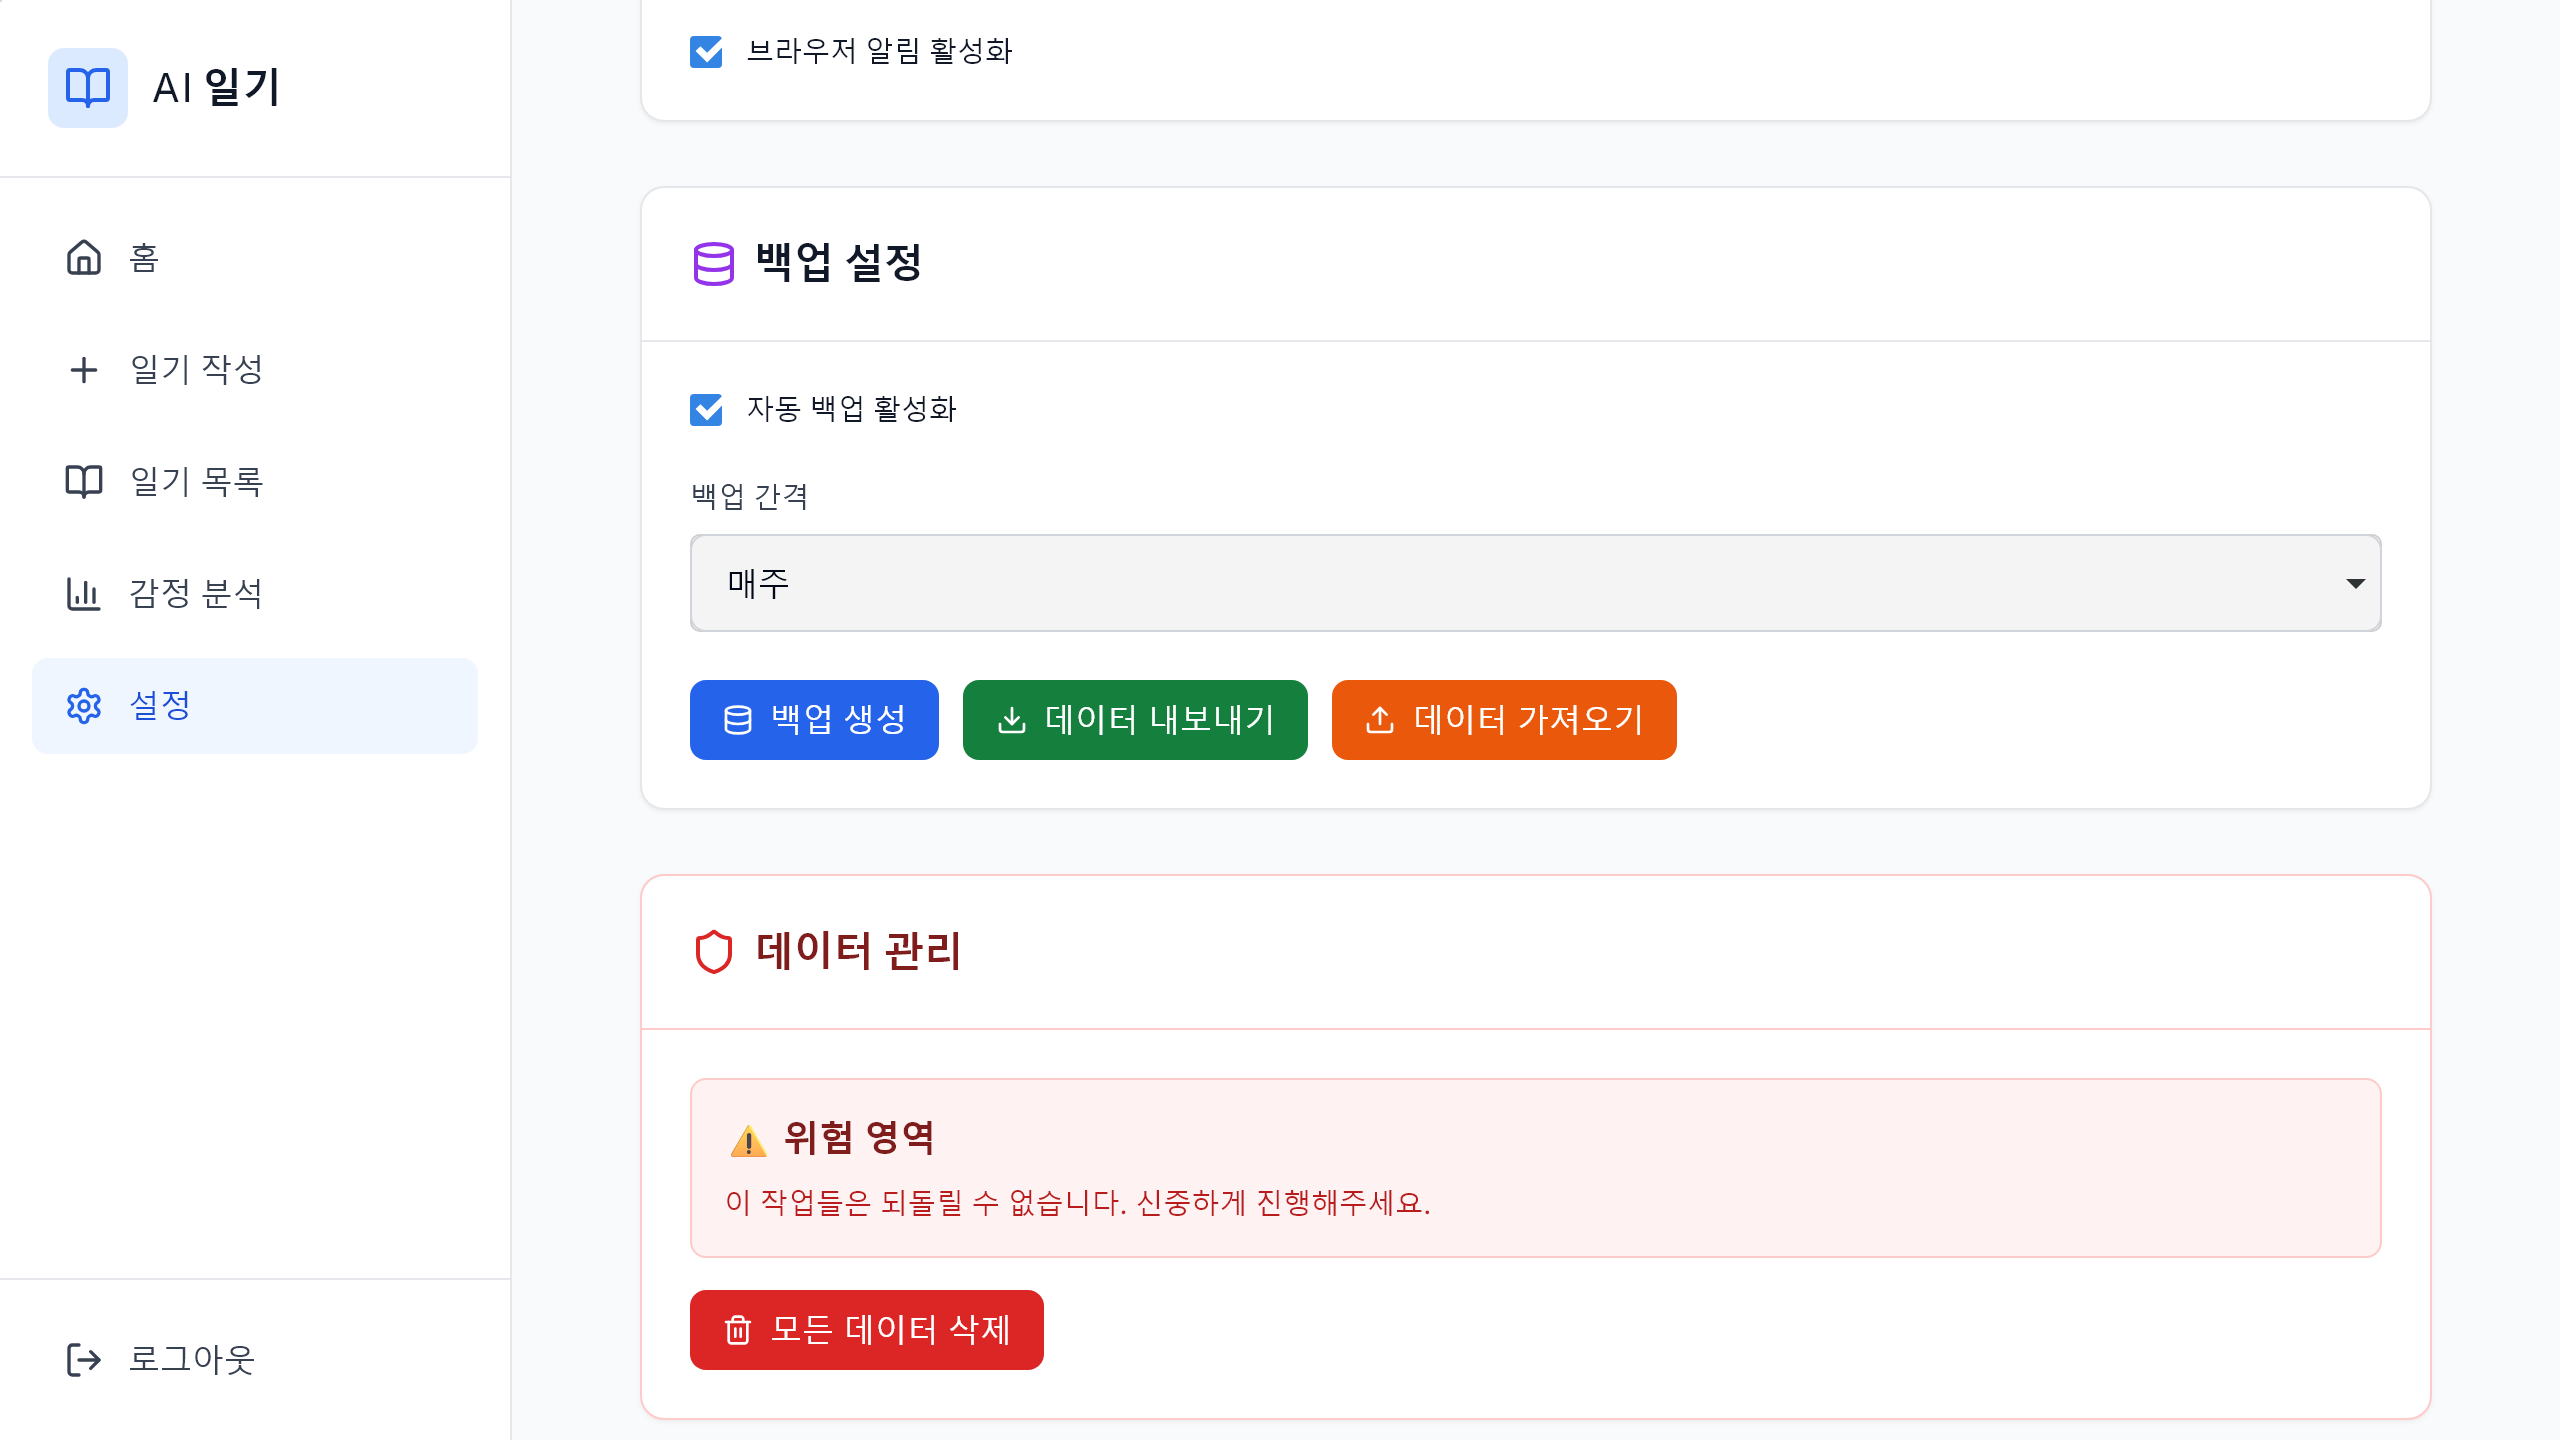 AI 일기
홈
일기 작성
일기 목록
감정 분석
설정
로그아웃
브라우저 알림 활성화
백업 설정
자동 백업 활성화
백업 간격
매주
백업 생성
데이터 내보내기
데이터 가져오기
데이터 관리
⚠️ 위험 영역
이 작업들은 되돌릴 수 없습니다. 신중하게 진행해주세요.
모든 데이터 삭제